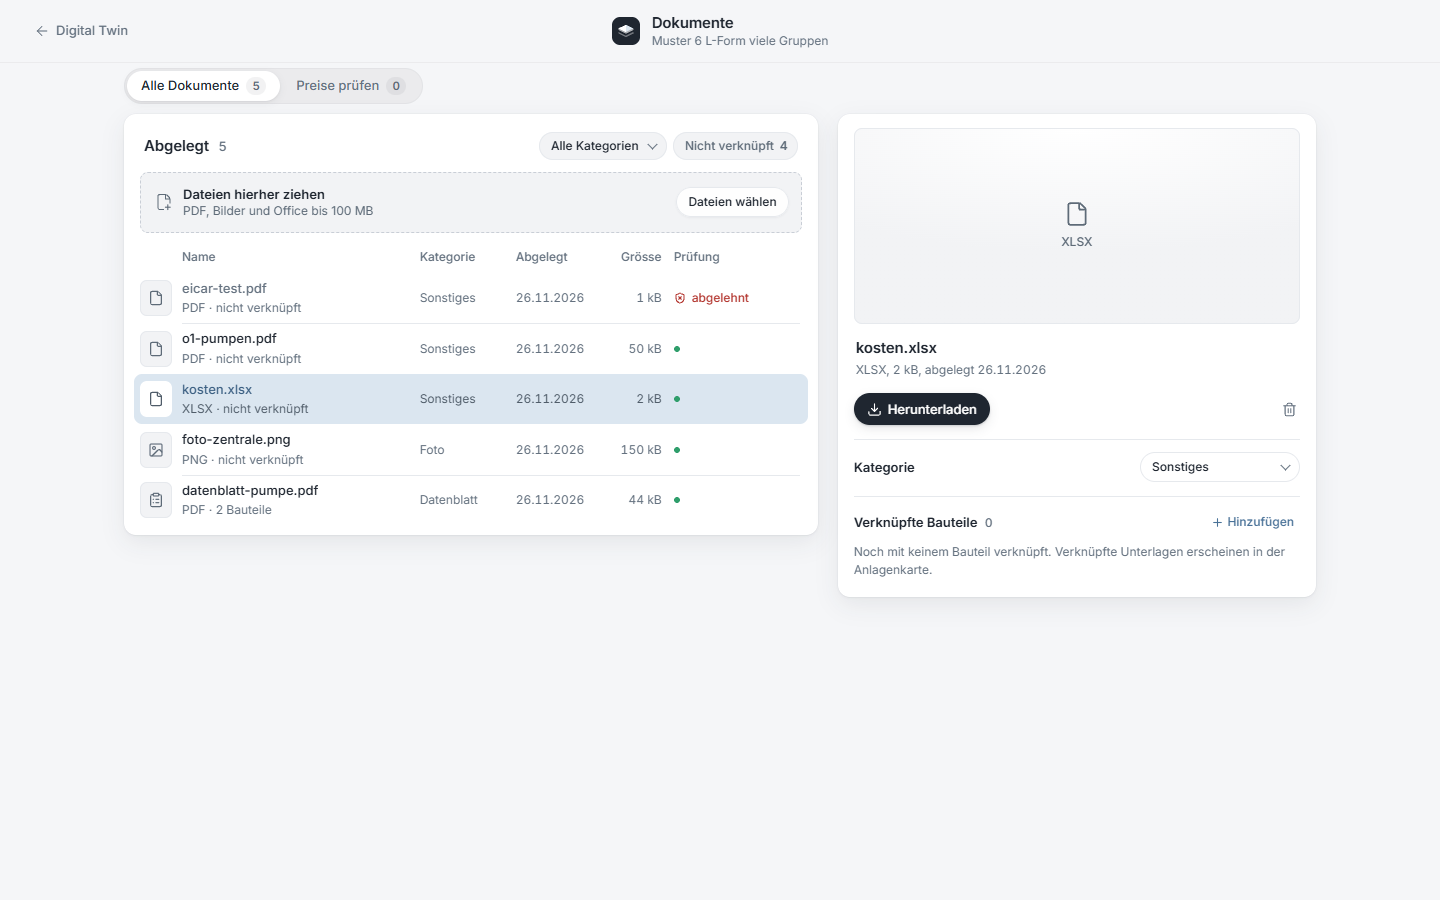 Digital Twin
Dokumente
Muster 6 L-Form viele Gruppen
Alle Dokumente 5
Preise prüfen 0
Abgelegt 5
Alle Kategorien
Nicht verknüpft 4
Dateien hierher ziehen
PDF, Bilder und Office bis 100 MB
Dateien wählen
Name Kategorie Abgelegt Grösse Prüfung
eicar-test.pdf
PDF · nicht verknüpft
Sonstiges 26.11.2026 1 kB abgelehnt
o1-pumpen.pdf
PDF · nicht verknüpft
Sonstiges 26.11.2026 50 kB
kosten.xlsx
XLSX · nicht verknüpft
Sonstiges 26.11.2026 2 kB
foto-zentrale.png
PNG · nicht verknüpft
Foto 26.11.2026 150 kB
datenblatt-pumpe.pdf
PDF · 2 Bauteile
Datenblatt 26.11.2026 44 kB
XLSX
kosten.xlsx
XLSX, 2 kB, abgelegt 26.11.2026
Herunterladen
Kategorie
Sonstiges
Verknüpfte Bauteile 0
+ Hinzufügen
Noch mit keinem Bauteil verknüpft. Verknüpfte Unterlagen erscheinen in der
Anlagenkarte.